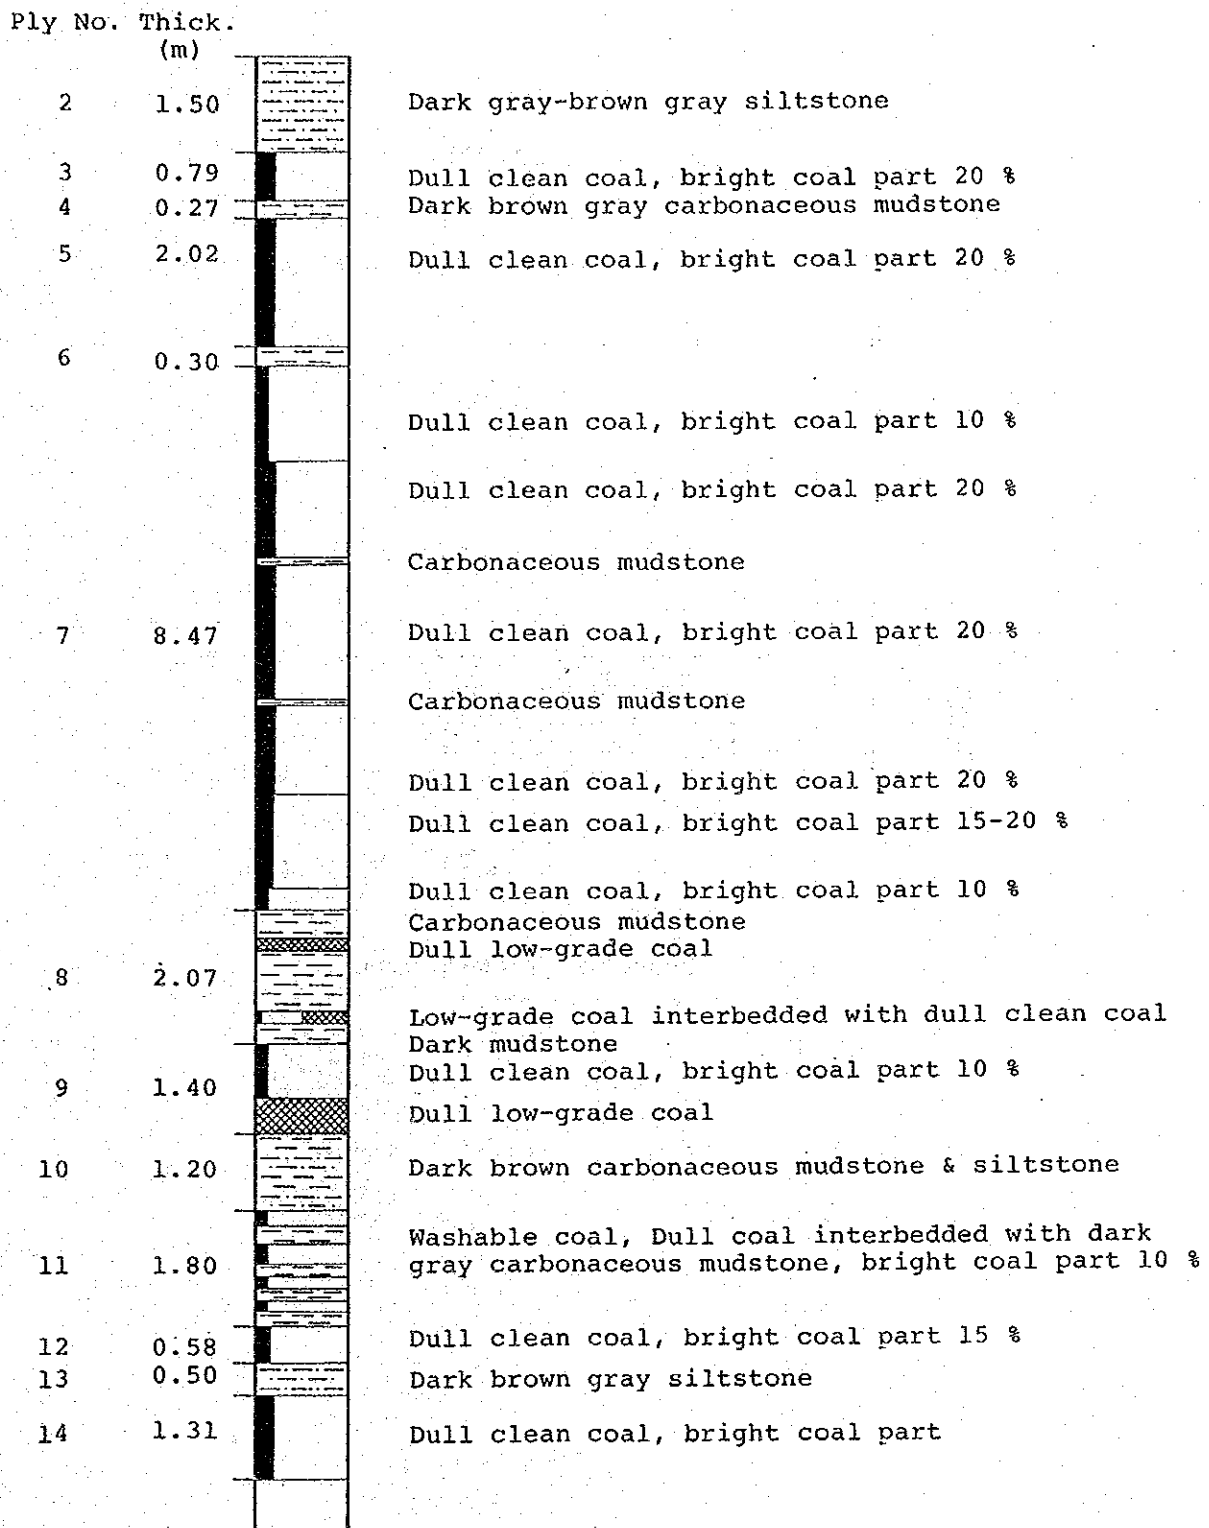 Ply No. Thick.
(m)
2 1.50 Dark gray-brown gray siltstone
3 0.79 Dull clean coal, bright coal part 20 %
4 0.27 Dark brown gray carbonaceous mudstone
5 2.02 Dull clean coal, bright coal part 20 %
6 0.30
Dull clean coal, bright coal part 10 %
Dull clean coal, bright coal part 20 %
Carbonaceous mudstone
7 8.47 Dull clean coal, bright coal part 20 %
Carbonaceous mudstone
Dull clean coal, bright coal part 20 %
Dull clean coal, bright coal part 15-20 %
Dull clean coal, bright coal part 10 %
Carbonaceous mudstone
Dull low-grade coal
8 2.07
Low-grade coal interbedded with dull clean coal
Dark mudstone
9 1.40 Dull clean coal, bright coal part 10 %
Dull low-grade coal
10 1.20 Dark brown carbonaceous mudstone & siltstone
Washable coal, Dull coal interbedded with dark
11 1.80 gray carbonaceous mudstone, bright coal part 10 %
12 0.58 Dull clean coal, bright coal part 15 %
13 0.50 Dark brown gray siltstone
14 1.31 Dull clean coal, bright coal part